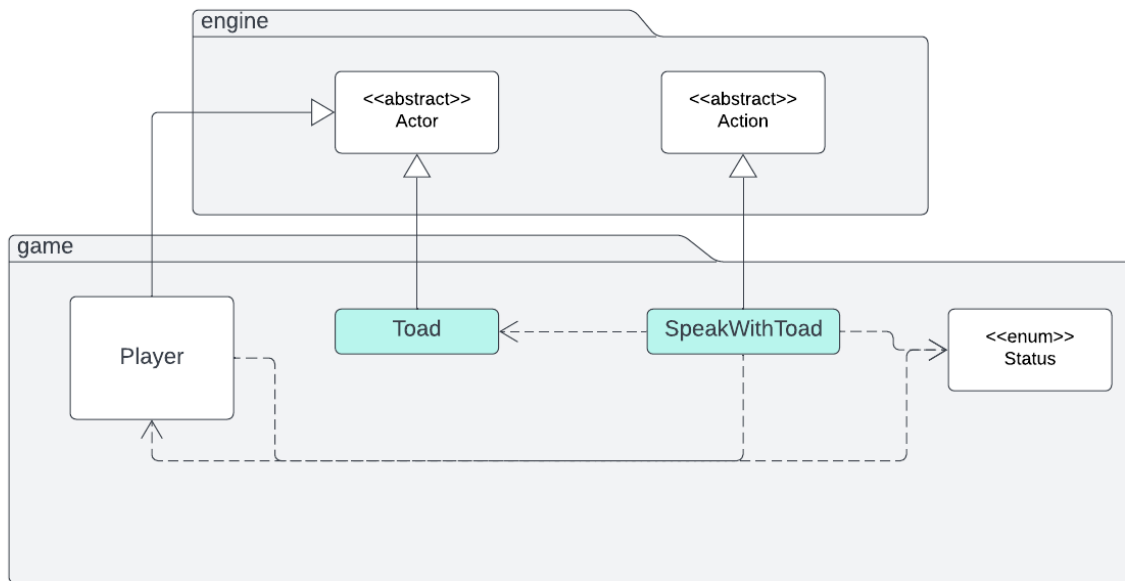 engine
<<abstract>>
Actor
<<abstract>>
Action
game
Player
Toad
SpeakWithToad
<<enum>>
Status